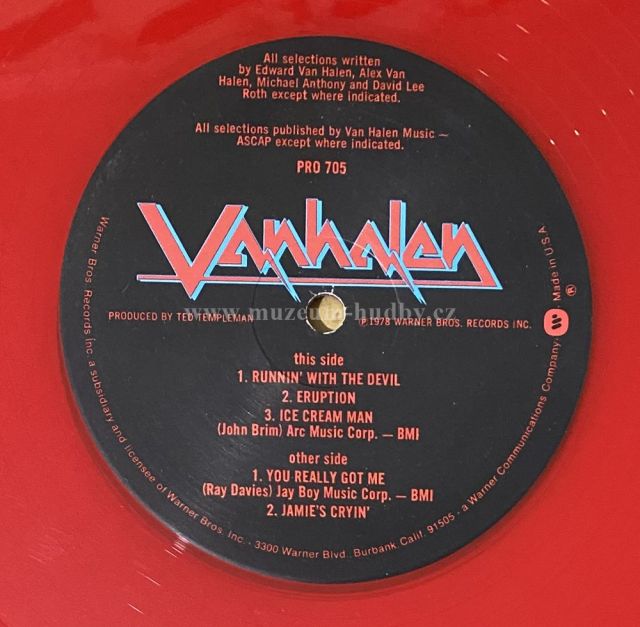 All selections written
by Edward Van Halen, Alex Van
Halen, Michael Anthony and David Lee
Roth except where indicated.
All selections published by Van Halen Music ~
ASCAP except where indicated.
PRO 705
Van halen
www.muzeum-hudby.cz
PRODUCED BY TED TEMPLEMAN
℗ 1978 WARNER BROS. RECORDS INC.
this side
1. RUNNIN' WITH THE DEVIL
2. ERUPTION
3. ICE CREAM MAN
(John Brim) Arc Music Corp. — BMI
other side
1. YOU REALLY GOT ME
(Ray Davies) Jay Boy Music Corp. — BMI
2. JAMIE'S CRYIN'
Warner Bros. Records Inc., a subsidiary and licensee of Warner Bros. Inc. · 3300 Warner Blvd., Burbank, Calif. 91505 · a Warner Communications Company. W ® Made in U.S.A.